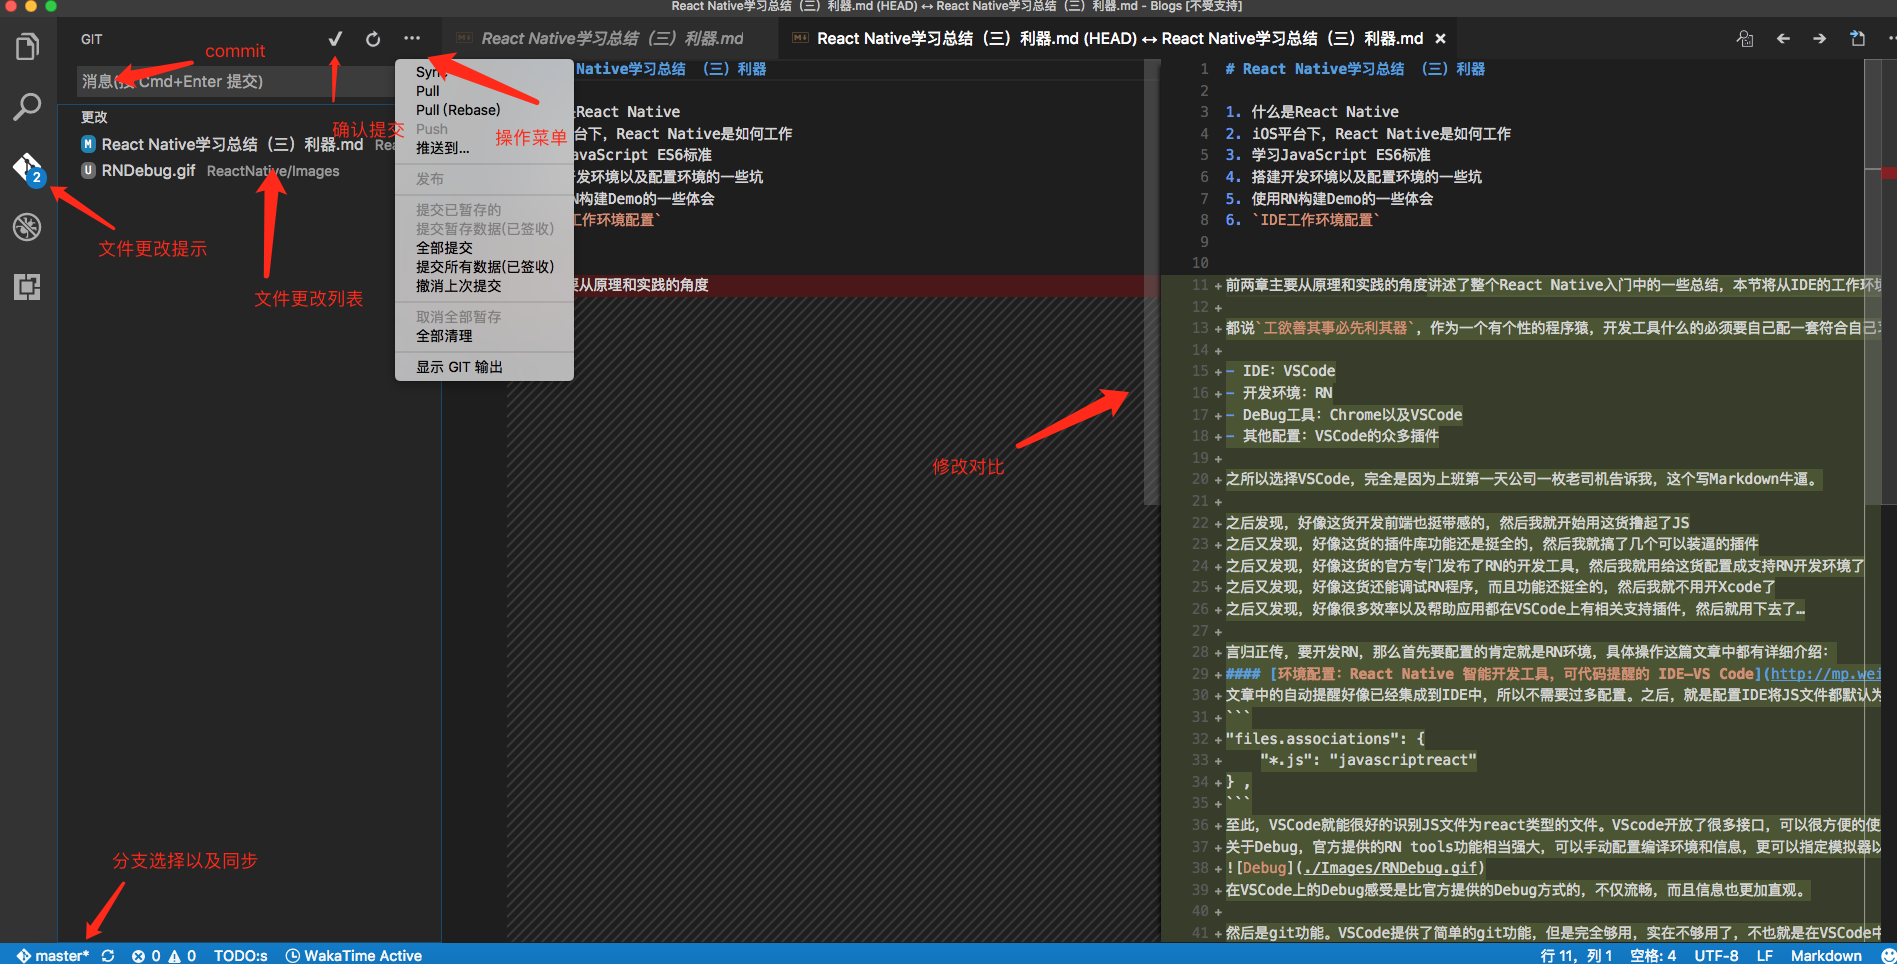 React Native学习总结（三）利器.md (HEAD) ↔ React Native学习总结（三）利器.md - Blogs [不受支持]
GIT
commit
消息(按 Cmd+Enter 提交)
更改
确认提交
M React Native学习总结（三）利器.md Rea
U RNDebug.gif ReactNative/Images
2
文件更改提示
文件更改列表
Sync
Pull
Pull (Rebase)
Push
推送到...
操作菜单
发布
提交已暂存的
提交暂存数据(已签收)
全部提交
提交所有数据(已签收)
撤消上次提交
取消全部暂存
全部清理
显示 GIT 输出
React Native学习总结（三）利器.md
React Native学习总结（三）利器.md (HEAD) ↔ React Native学习总结（三）利器.md ×
Native学习总结 （三）利器
React Native
台下，React Native是如何工作
avaScript ES6标准
发环境以及配置环境的一些坑
N构建Demo的一些体会
工作环境配置`
要从原理和实践的角度
修改对比
1 # React Native学习总结 （三）利器
2
3 1. 什么是React Native
4 2. iOS平台下，React Native是如何工作
5 3. 学习JavaScript ES6标准
6 4. 搭建开发环境以及配置环境的一些坑
7 5. 使用RN构建Demo的一些体会
8 6. `IDE工作环境配置`
9
10
11 + 前两章主要从原理和实践的角度讲述了整个React Native入门中的一些总结，本节将从IDE的工作环境
12 +
13 + 都说`工欲善其事必先利其器`，作为一个有个性的程序猿，开发工具什么的必须要自己配一套符合自己
14 +
15 + - IDE：VSCode
16 + - 开发环境：RN
17 + - DeBug工具：Chrome以及VSCode
18 + - 其他配置：VSCode的众多插件
19 +
20 + 之所以选择VSCode，完全是因为上班第一天公司一枚老司机告诉我，这个写Markdown牛逼。
21 +
22 + 之后发现，好像这货开发前端也挺带感的，然后我就开始用这货撸起了JS
23 + 之后又发现，好像这货的插件库功能还是挺全的，然后我就搞了几个可以装逼的插件
24 + 之后又发现，好像这货的官方专门发布了RN的开发工具，然后我就用给这货配置成支持RN开发环境了
25 + 之后又发现，好像这货还能调试RN程序，而且功能还挺全的，然后我就不用开Xcode了
26 + 之后又发现，好像很多效率以及帮助应用都在VSCode上有相关支持插件，然后就用下去了…
27 +
28 + 言归正传，要开发RN，那么首先要配置的肯定就是RN环境，具体操作这篇文章中都有详细介绍：
29 + #### [环境配置：React Native 智能开发工具，可代码提醒的 IDE—VS Code](http://mp.wei
30 + 文章中的自动提醒好像已经集成到IDE中，所以不需要过多配置。之后，就是配置IDE将JS文件都默认为
31 + ```
32 + "files.associations": {
33 + "*.js": "javascriptreact"
34 + } ,
35 + ```
36 + 至此，VSCode就能很好的识别JS文件为react类型的文件。VScode开放了很多接口，可以很方便的使
37 + 关于Debug，官方提供的RN tools功能相当强大，可以手动配置编译环境和信息，更可以指定模拟器以
38 + ![Debug](./Images/RNDebug.gif)
39 + 在VSCode上的Debug感受是比官方提供的Debug方式的，不仅流畅，而且信息也更加直观。
40 +
41 + 然后是git功能。VSCode提供了简单的git功能，但是完全够用，实在不够用了，不也就是在VSCode中
分支选择以及同步
master* 0 0 TODO:s WakaTime Active 行 11，列 1 空格: 4 UTF-8 LF Markdown